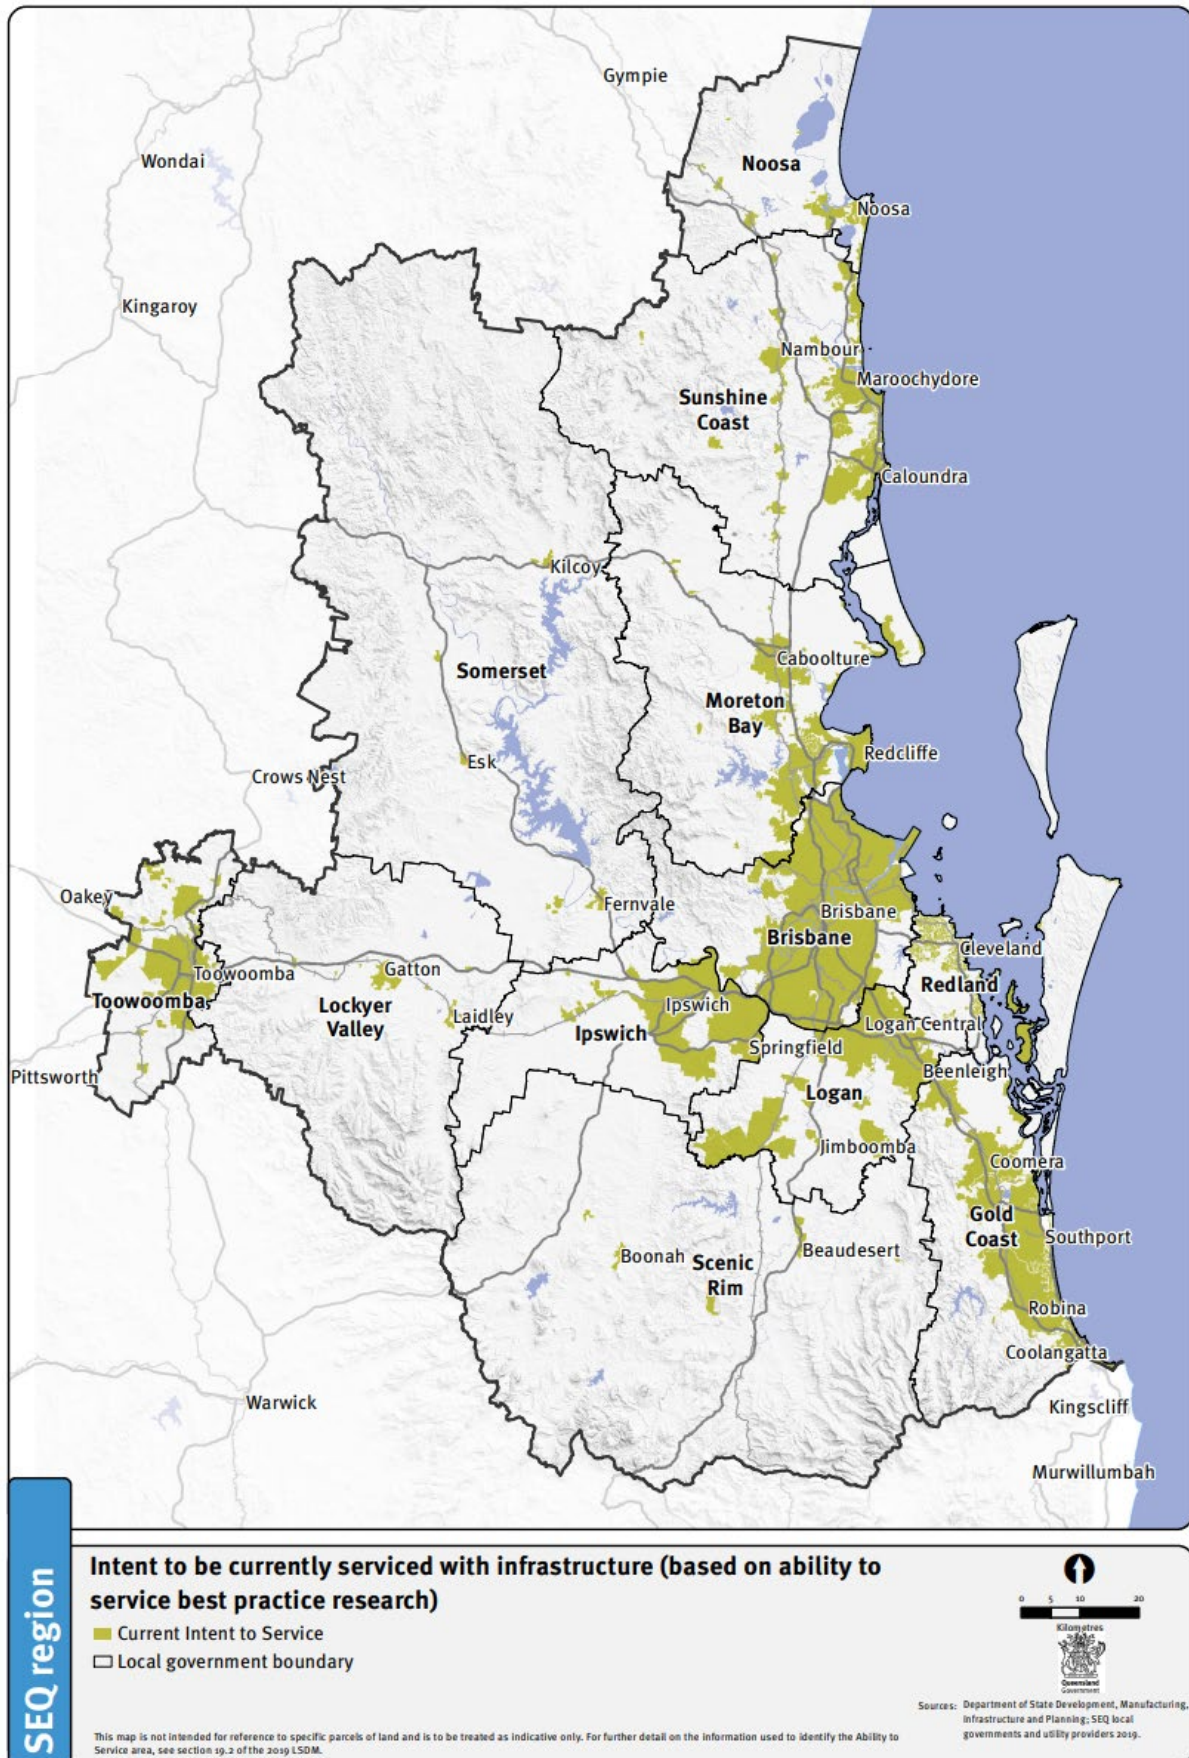 Gympie
Wondai
Noosa
Noosa
Kingaroy
Nambour
Maroochydore
Sunshine
Coast
Caloundra
Kilcoy
Caboolture
Somerset
Moreton
Bay
Redcliffe
Esk
Crows Nest
Oakey
Fernvale
Brisbane
Brisbane
Cleveland
Toowoomba
Gatton
Redland
Toowoomba
Lockyer
Valley
Ipswich
Laidley
Ipswich
Logan Central
Springfield
Beenleigh
Pittsworth
Logan
Jimboomba
Coomera
Gold
Coast
Southport
Boonah
Scenic
Rim
Beaudesert
Robina
Coolangatta
Warwick
Kingscliff
Murwillumbah
SEQ region
Intent to be currently serviced with infrastructure (based on ability to
service best practice research)
Current Intent to Service
Local government boundary
0 5 10 20
Kilometres
Queensland
Government
Sources: Department of State Development, Manufacturing,
Infrastructure and Planning; SEQ local
governments and utility providers 2019.
This map is not intended for reference to specific parcels of land and is to be treated as indicative only. For further detail on the information used to identify the Ability to
Service area, see section 19.2 of the 2019 LSDM.